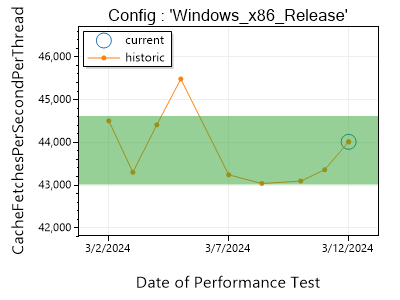 Config : 'Windows_x86_Release'
CacheFetchesPerSecondPerThread
current
historic
46,000
45,000
44,000
43,000
42,000
3/2/2024
3/7/2024
3/12/2024
Date of Performance Test